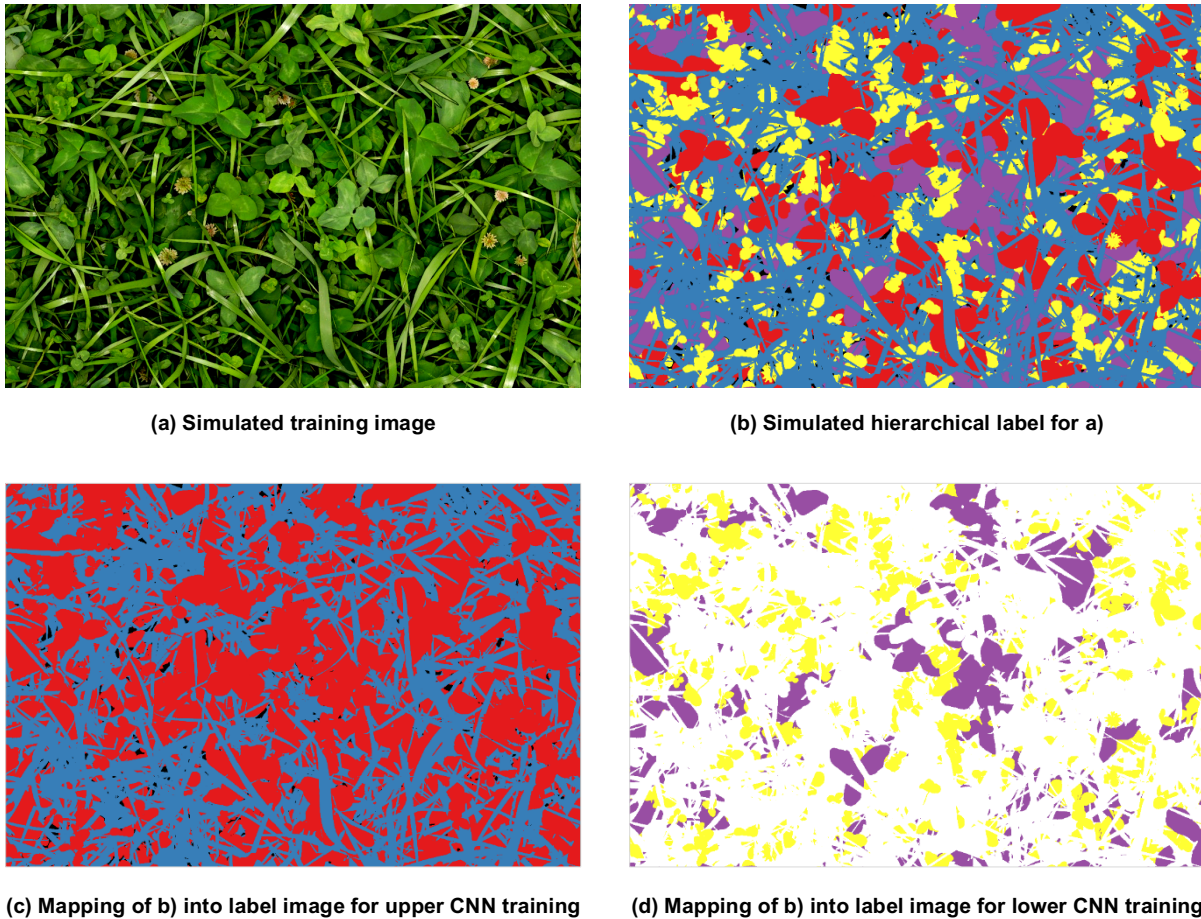 (a) Simulated training image
(b) Simulated hierarchical label for a)
(c) Mapping of b) into label image for upper CNN training
(d) Mapping of b) into label image for lower CNN training